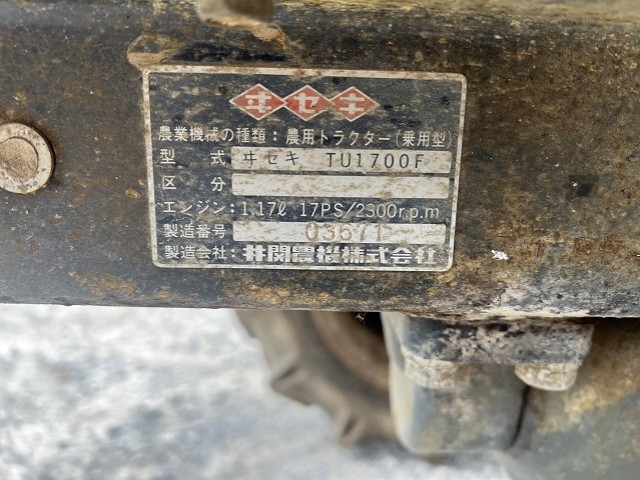 ヰセキ
農業機械の種類：農用トラクター(乗用型)
型　式 ヰセキ TU1700F
区　分
エンジン：1.17ℓ 17PS/2300r.p.m
製造番号 03671
製造会社：井関農機株式会社